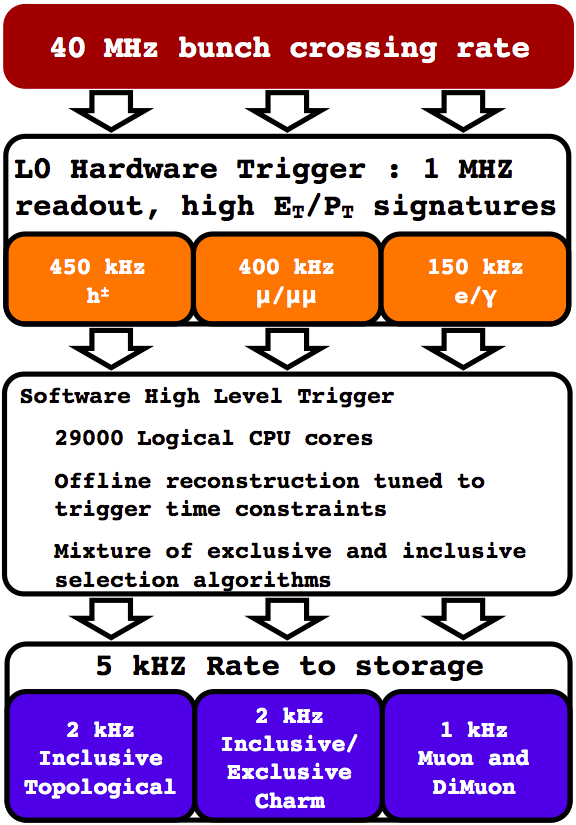 40 MHz bunch crossing rate
L0 Hardware Trigger : 1 MHZ
readout, high ET/PT signatures
450 kHz
h±
400 kHz
µ/µµ
150 kHz
e/γ
Software High Level Trigger
29000 Logical CPU cores
Offline reconstruction tuned to
trigger time constraints
Mixture of exclusive and inclusive
selection algorithms
5 kHZ Rate to storage
2 kHz
Inclusive
Topological
2 kHz
Inclusive/
Exclusive
Charm
1 kHz
Muon and
DiMuon